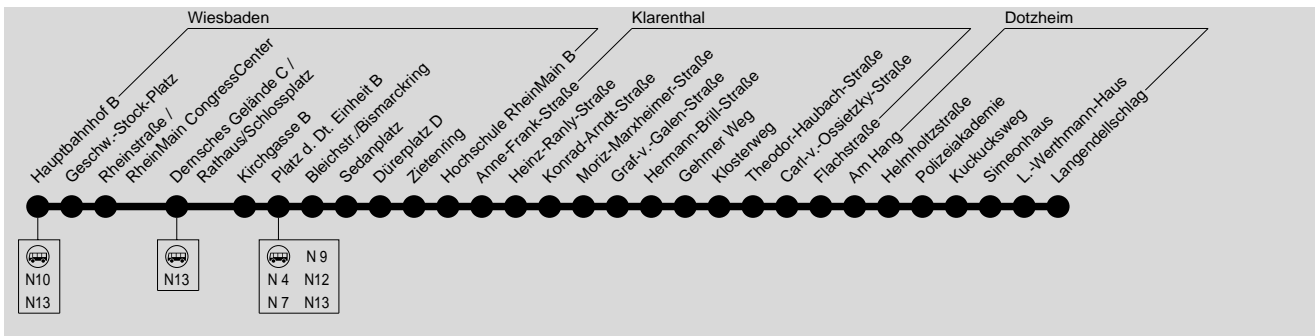 Wiesbaden
Klarenthal
Dotzheim
Hauptbahnhof B
Geschw.-Stock-Platz
Rheinstraße /
RheinMain CongressCenter
Dernsches Gelände C /
Rathaus/Schlossplatz
Kirchgasse B
Platz d. Dt. Einheit B
Bleichstr./Bismarckring
Sedanplatz
Dürerplatz D
Zietenring
Hochschule RheinMain B
Anne-Frank-Straße
Heinz-Ranly-Straße
Konrad-Arndt-Straße
Moriz-Marxheimer-Straße
Graf-v.-Galen-Straße
Hermann-Brill-Straße
Gehrner Weg
Klosterweg
Theodor-Haubach-Straße
Carl-v.-Ossietzky-Straße
Flachstraße
Am Hang
Helmholtzstraße
Polizeiakademie
Kuckucksweg
Simeonhaus
L.-Werthmann-Haus
Langendellschlag
N10
N13
N13
N 9
N 4 N12
N 7 N13